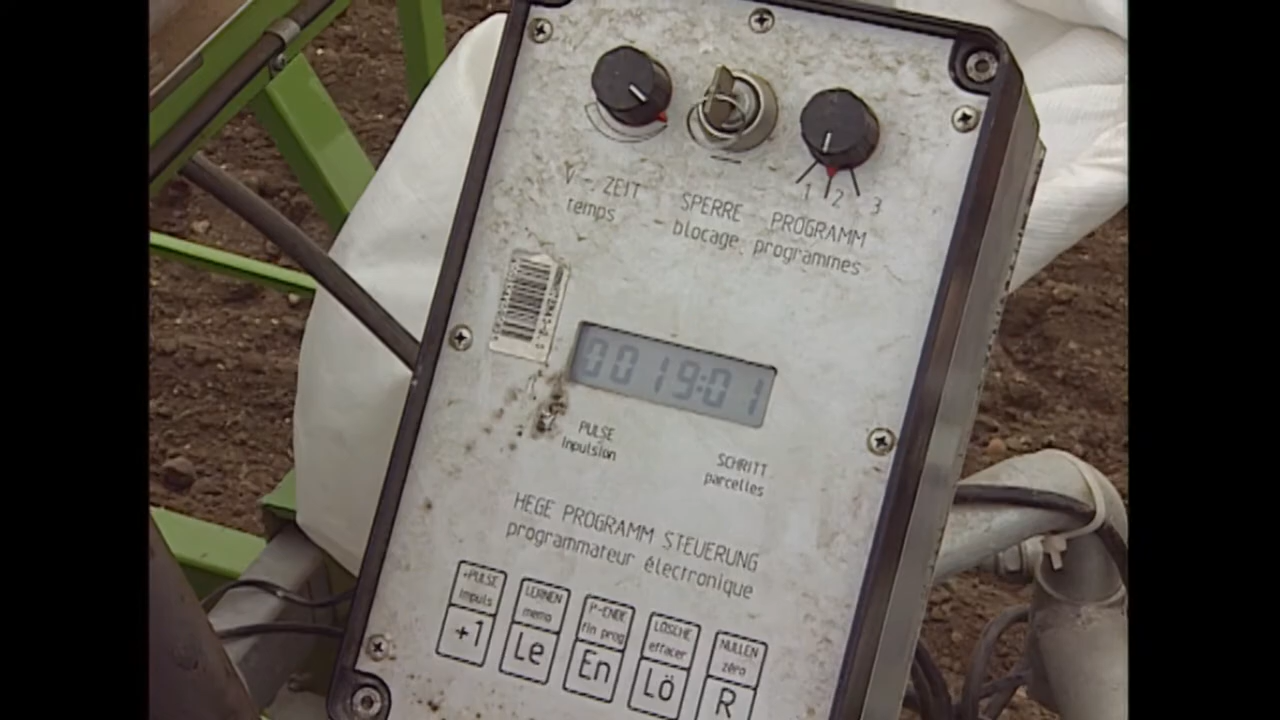 V-. ZEIT
temps
SPERRE
blocage
1 2 3
PROGRAMM
programmes
0019:01
PULSE
Inpulsion
SCHRITT
parcelles
HEGE PROGRAMM STEUERUNG
programmateur électronique
+PULSE
impuls
+1
LERNEN
memo
Le
P-ENDE
fin prog
En
LÖSCHE
effacer
LÖ
NULLEN
zéro
R